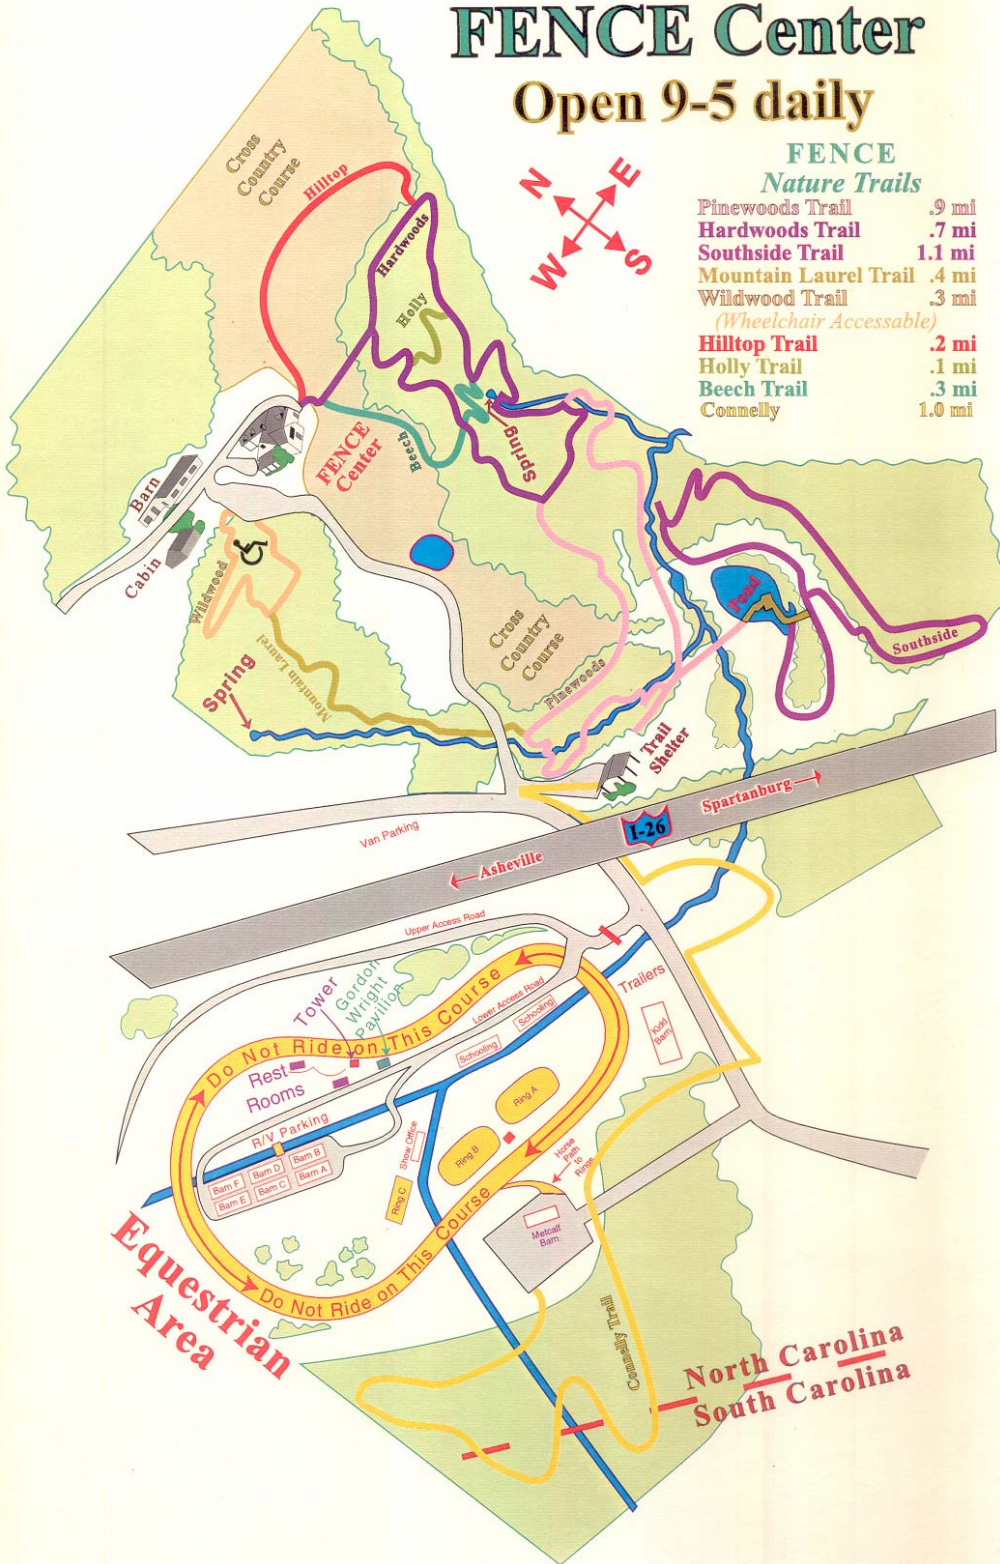 FENCE Center
Open 9-5 daily
FENCE
Nature Trails
Pinewoods Trail .9 mi
Hardwoods Trail .7 mi
Southside Trail 1.1 mi
Mountain Laurel Trail .4 mi
Wildwood Trail .3 mi
(Wheelchair Accessable)
Hilltop Trail .2 mi
Holly Trail .1 mi
Beech Trail .3 mi
Connelly 1.0 mi
N
E
W
S
Cross
Country
Course
Hilltop
Hardwoods
Holly
Spring
Beech
FENCE
Center
Barn
Cabin
Wildwood
Mountain Laurel
Spring
Cross
Country
Course
Pinewoods
Pond
Southside
Trail
Shelter
Van Parking
I-26
Spartanburg
Asheville
Upper Access Road
Lower Access Road
Tower
Gordon
Wright
Pavilion
Do Not Ride on This Course
Rest
Rooms
Schooling
Schooling
Trailers
Kidd
Barn
Ring A
Ring B
Ring C
Show Office
Horse
Path
to
Rings
R/V Parking
Barn F
Barn D
Barn B
Barn E
Barn C
Barn A
Metcalf
Barn
Do Not Ride on This Course
Equestrian
Area
Connelly Trail
North Carolina
South Carolina